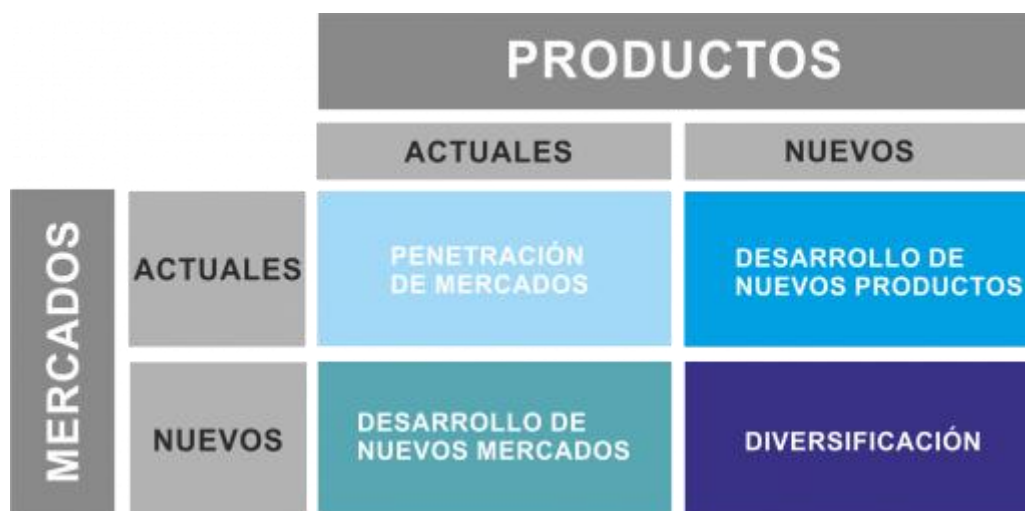 PRODUCTOS
ACTUALES
NUEVOS
MERCADOS
ACTUALES
PENETRACIÓN
DE MERCADOS
DESARROLLO DE
NUEVOS PRODUCTOS
NUEVOS
DESARROLLO DE
NUEVOS MERCADOS
DIVERSIFICACIÓN